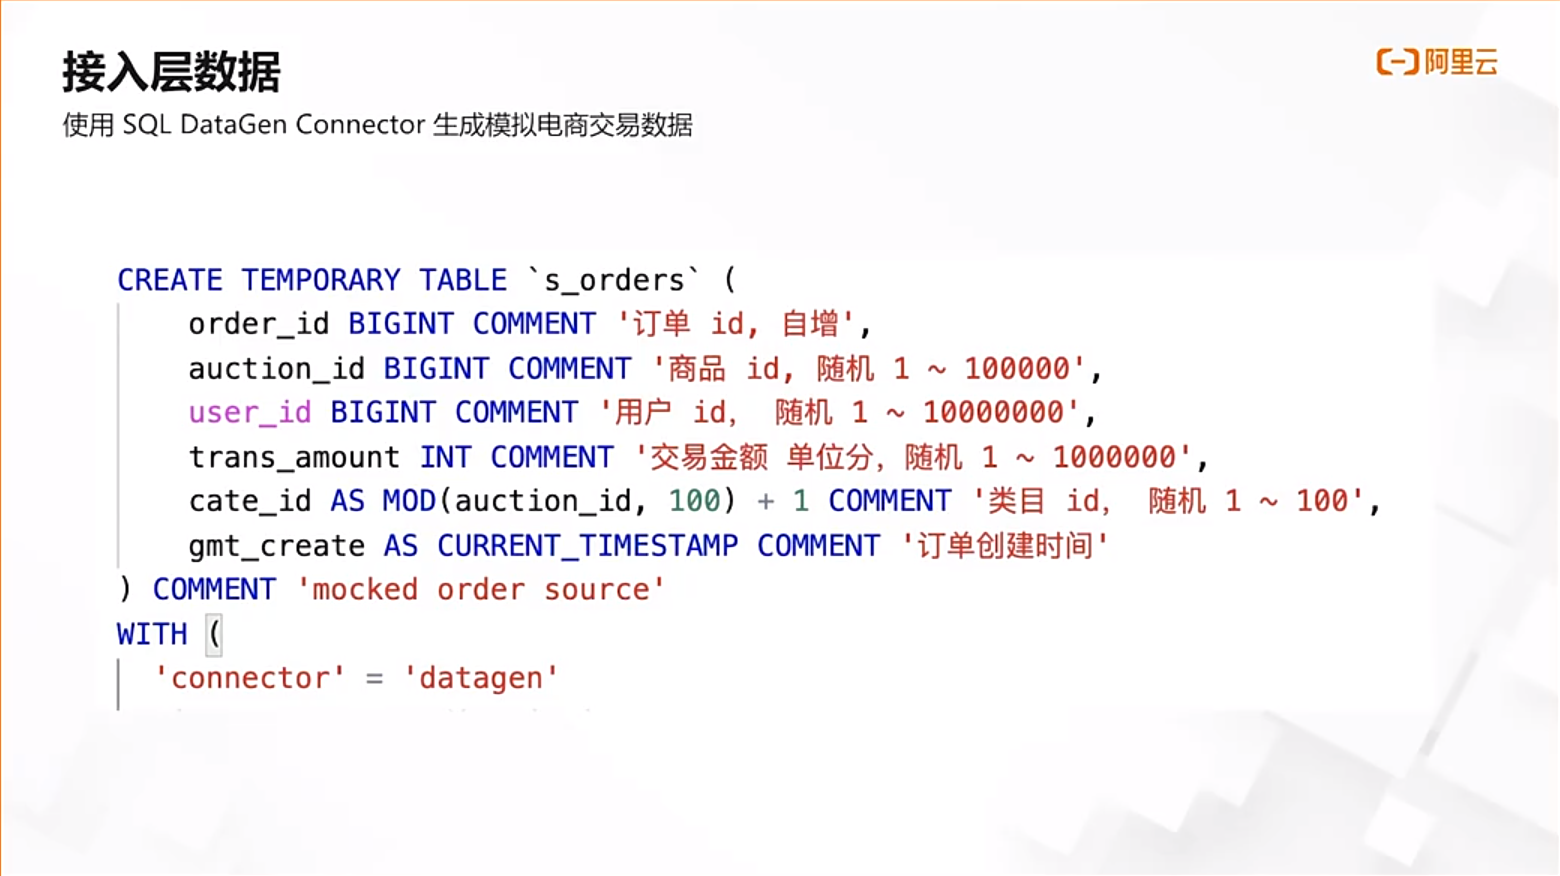 接入层数据
阿里云
使用 SQL DataGen Connector 生成模拟电商交易数据
CREATE TEMPORARY TABLE `s_orders` (
order_id BIGINT COMMENT '订单 id, 自增',
auction_id BIGINT COMMENT '商品 id, 随机 1 ~ 100000',
user_id BIGINT COMMENT '用户 id, 随机 1 ~ 10000000',
trans_amount INT COMMENT '交易金额 单位分, 随机 1 ~ 1000000',
cate_id AS MOD(auction_id, 100) + 1 COMMENT '类目 id, 随机 1 ~ 100',
gmt_create AS CURRENT_TIMESTAMP COMMENT '订单创建时间'
) COMMENT 'mocked order source'
WITH (
'connector' = 'datagen'